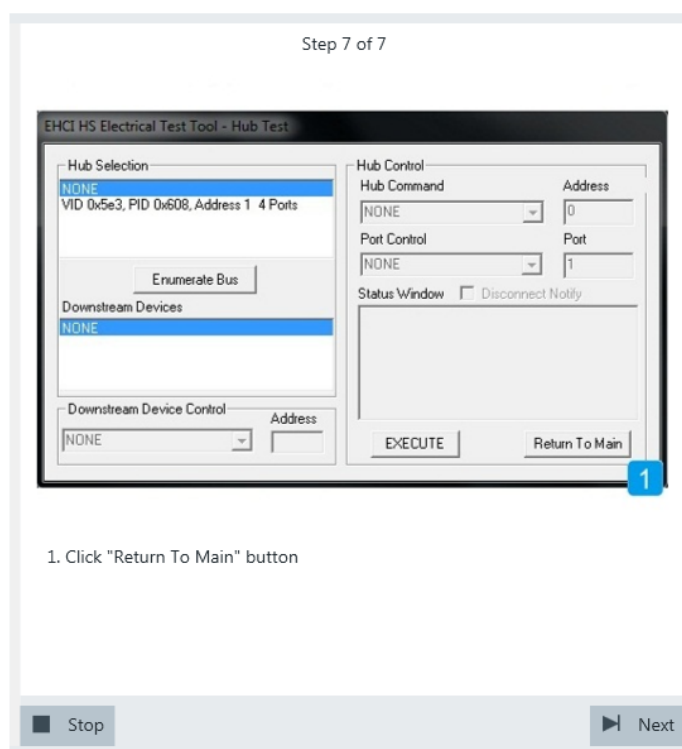 Step 7 of 7
EHCI HS Electrical Test Tool - Hub Test
Hub Selection
NONE
VID 0x5e3, PID 0x608, Address 1 4 Ports
Enumerate Bus
Downstream Devices
NONE
Downstream Device Control
Address
NONE
Hub Control
Hub Command
Address
NONE
0
Port Control
Port
NONE
1
Status Window
Disconnect Notify
EXECUTE
Return To Main
1
1. Click "Return To Main" button
Stop
Next